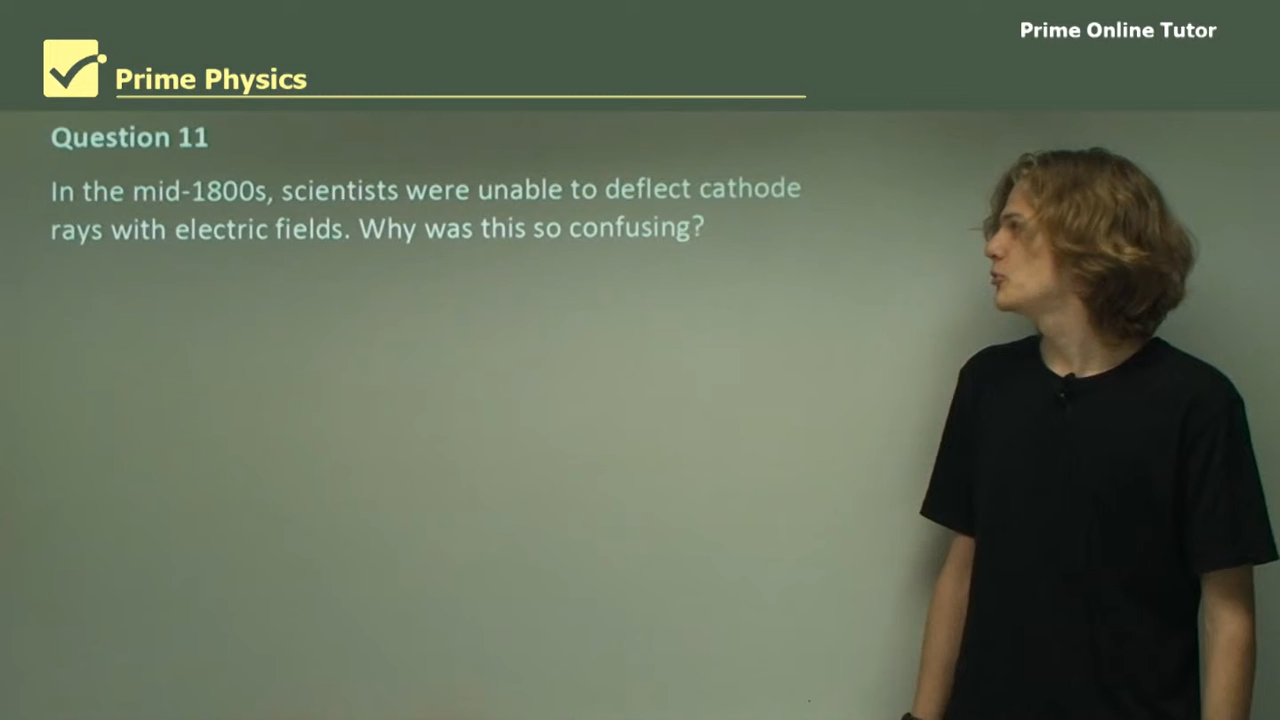 Prime Online Tutor
Prime Physics
Question 11
In the mid-1800s, scientists were unable to deflect cathode
rays with electric fields. Why was this so confusing?